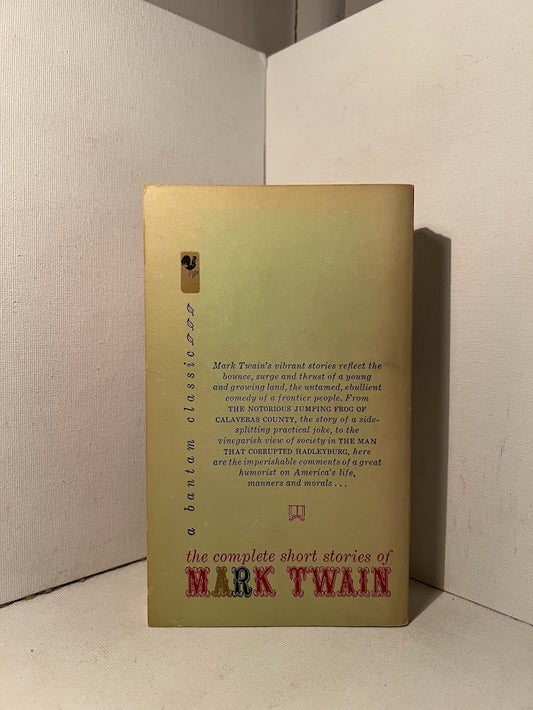 a bantam classic
Mark Twain's vibrant stories reflect the
bounce, surge and thrust of a young
and growing land, the untamed, ebullient
comedy of a frontier people. From
THE NOTORIOUS JUMPING FROG OF
CALAVERAS COUNTY, the story of a side-
splitting practical joke, to the
vinegarish view of society in THE MAN
THAT CORRUPTED HADLEYBURG, here
are the imperishable comments of a great
humorist on America's life,
manners and morals . . .
the complete short stories of
MARK TWAIN